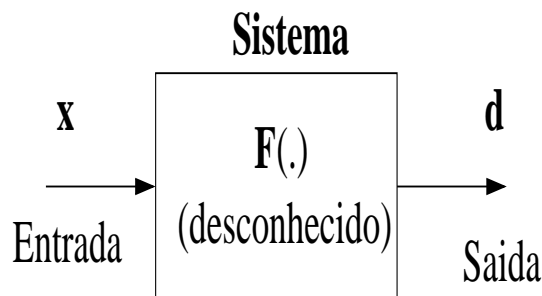 Sistema
x
d
F(.)
(desconhecido)
Entrada
Saida